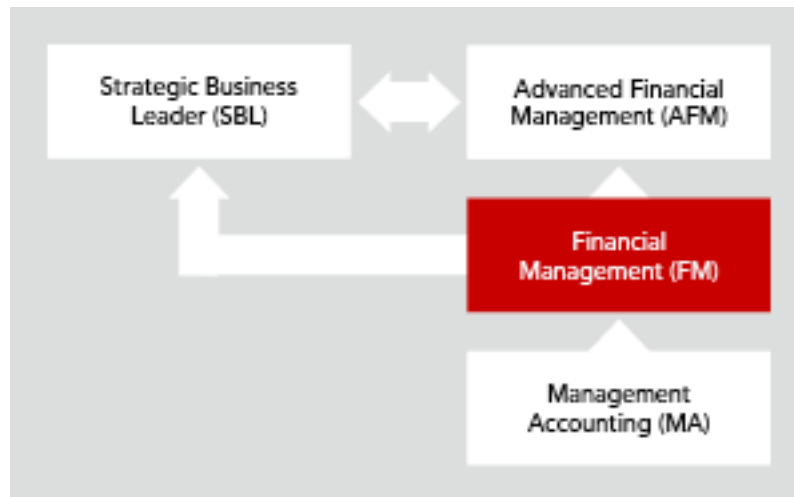 Strategic Business
Leader (SBL)
Advanced Financial
Management (AFM)
Financial
Management (FM)
Management
Accounting (MA)